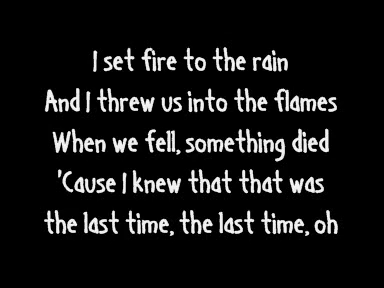 I set fire to the rain
And I threw us into the flames
When we fell, something died
'Cause I knew that that was
the last time, the last time, oh